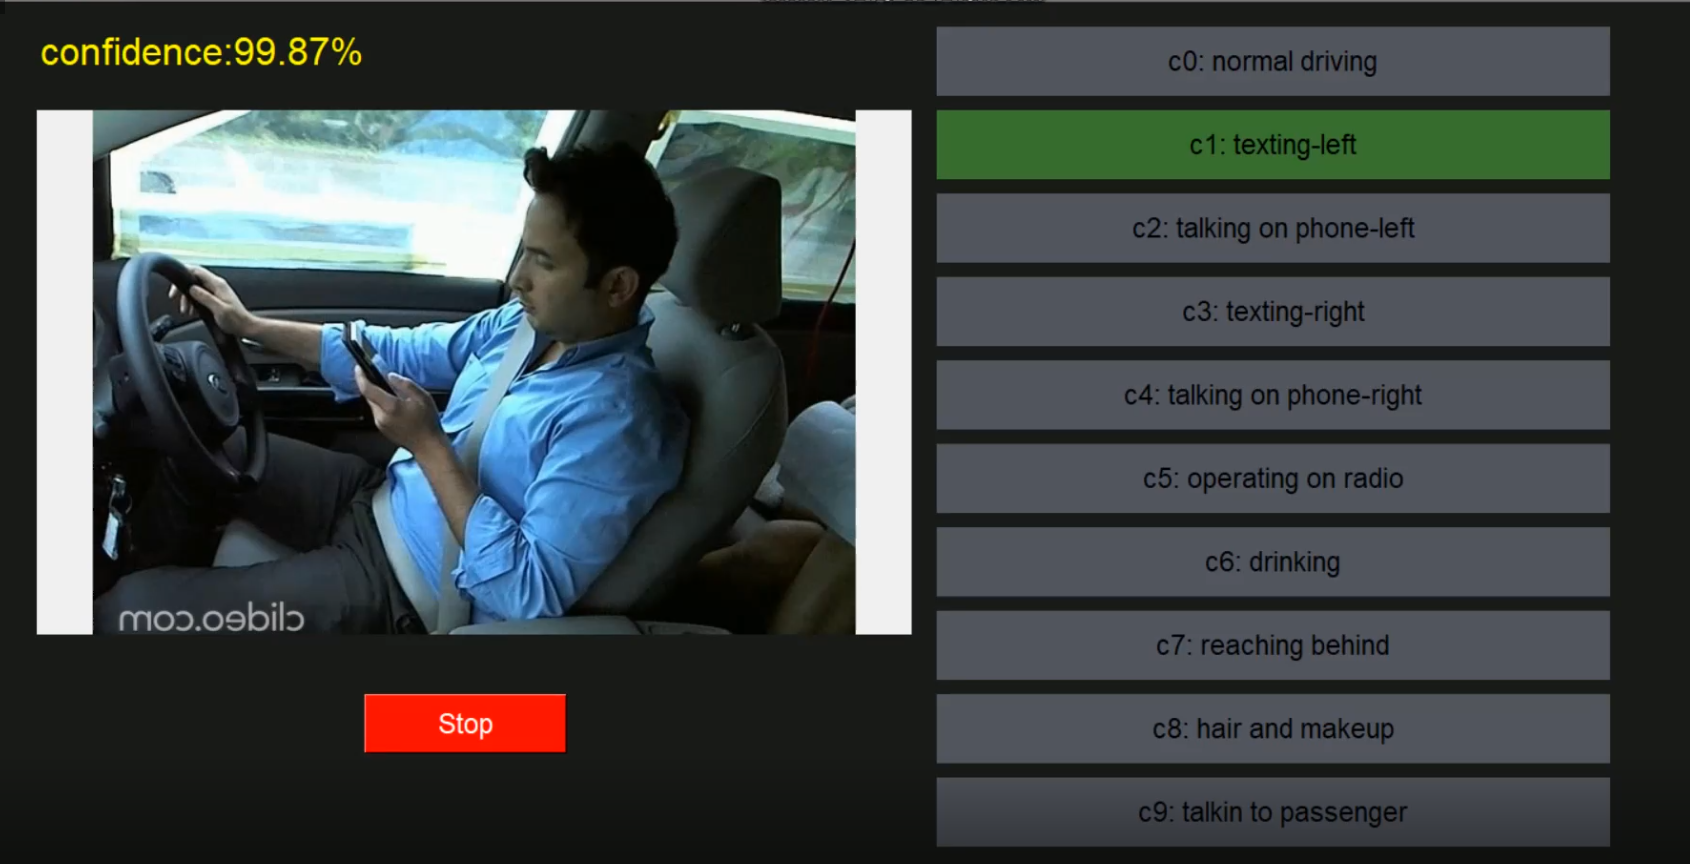 confidence:99.87%
clideo.com
Stop
c0: normal driving
c1: texting-left
c2: talking on phone-left
c3: texting-right
c4: talking on phone-right
c5: operating on radio
c6: drinking
c7: reaching behind
c8: hair and makeup
c9: talkin to passenger